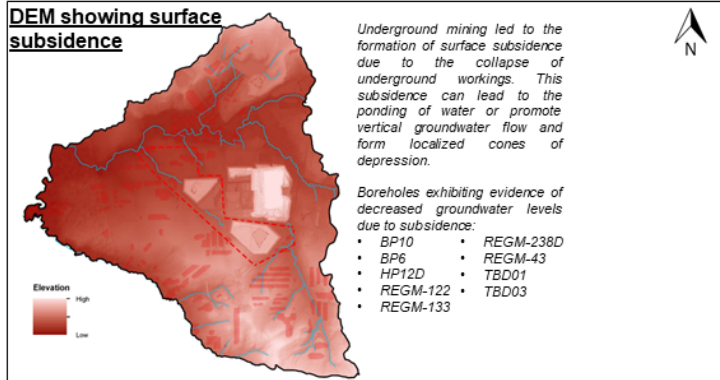 DEM showing surface
subsidence
Underground mining led to the
formation of surface subsidence
due to the collapse of
underground workings. This
subsidence can lead to the
ponding of water or promote
vertical groundwater flow and
form localized cones of
depression.
Boreholes exhibiting evidence of
decreased groundwater levels
due to subsidence:
• BP10
• BP6
• HP12D
• REGM-122
• REGM-133
• REGM-238D
• REGM-43
• TBD01
• TBD03
N
Elevation
High
Low